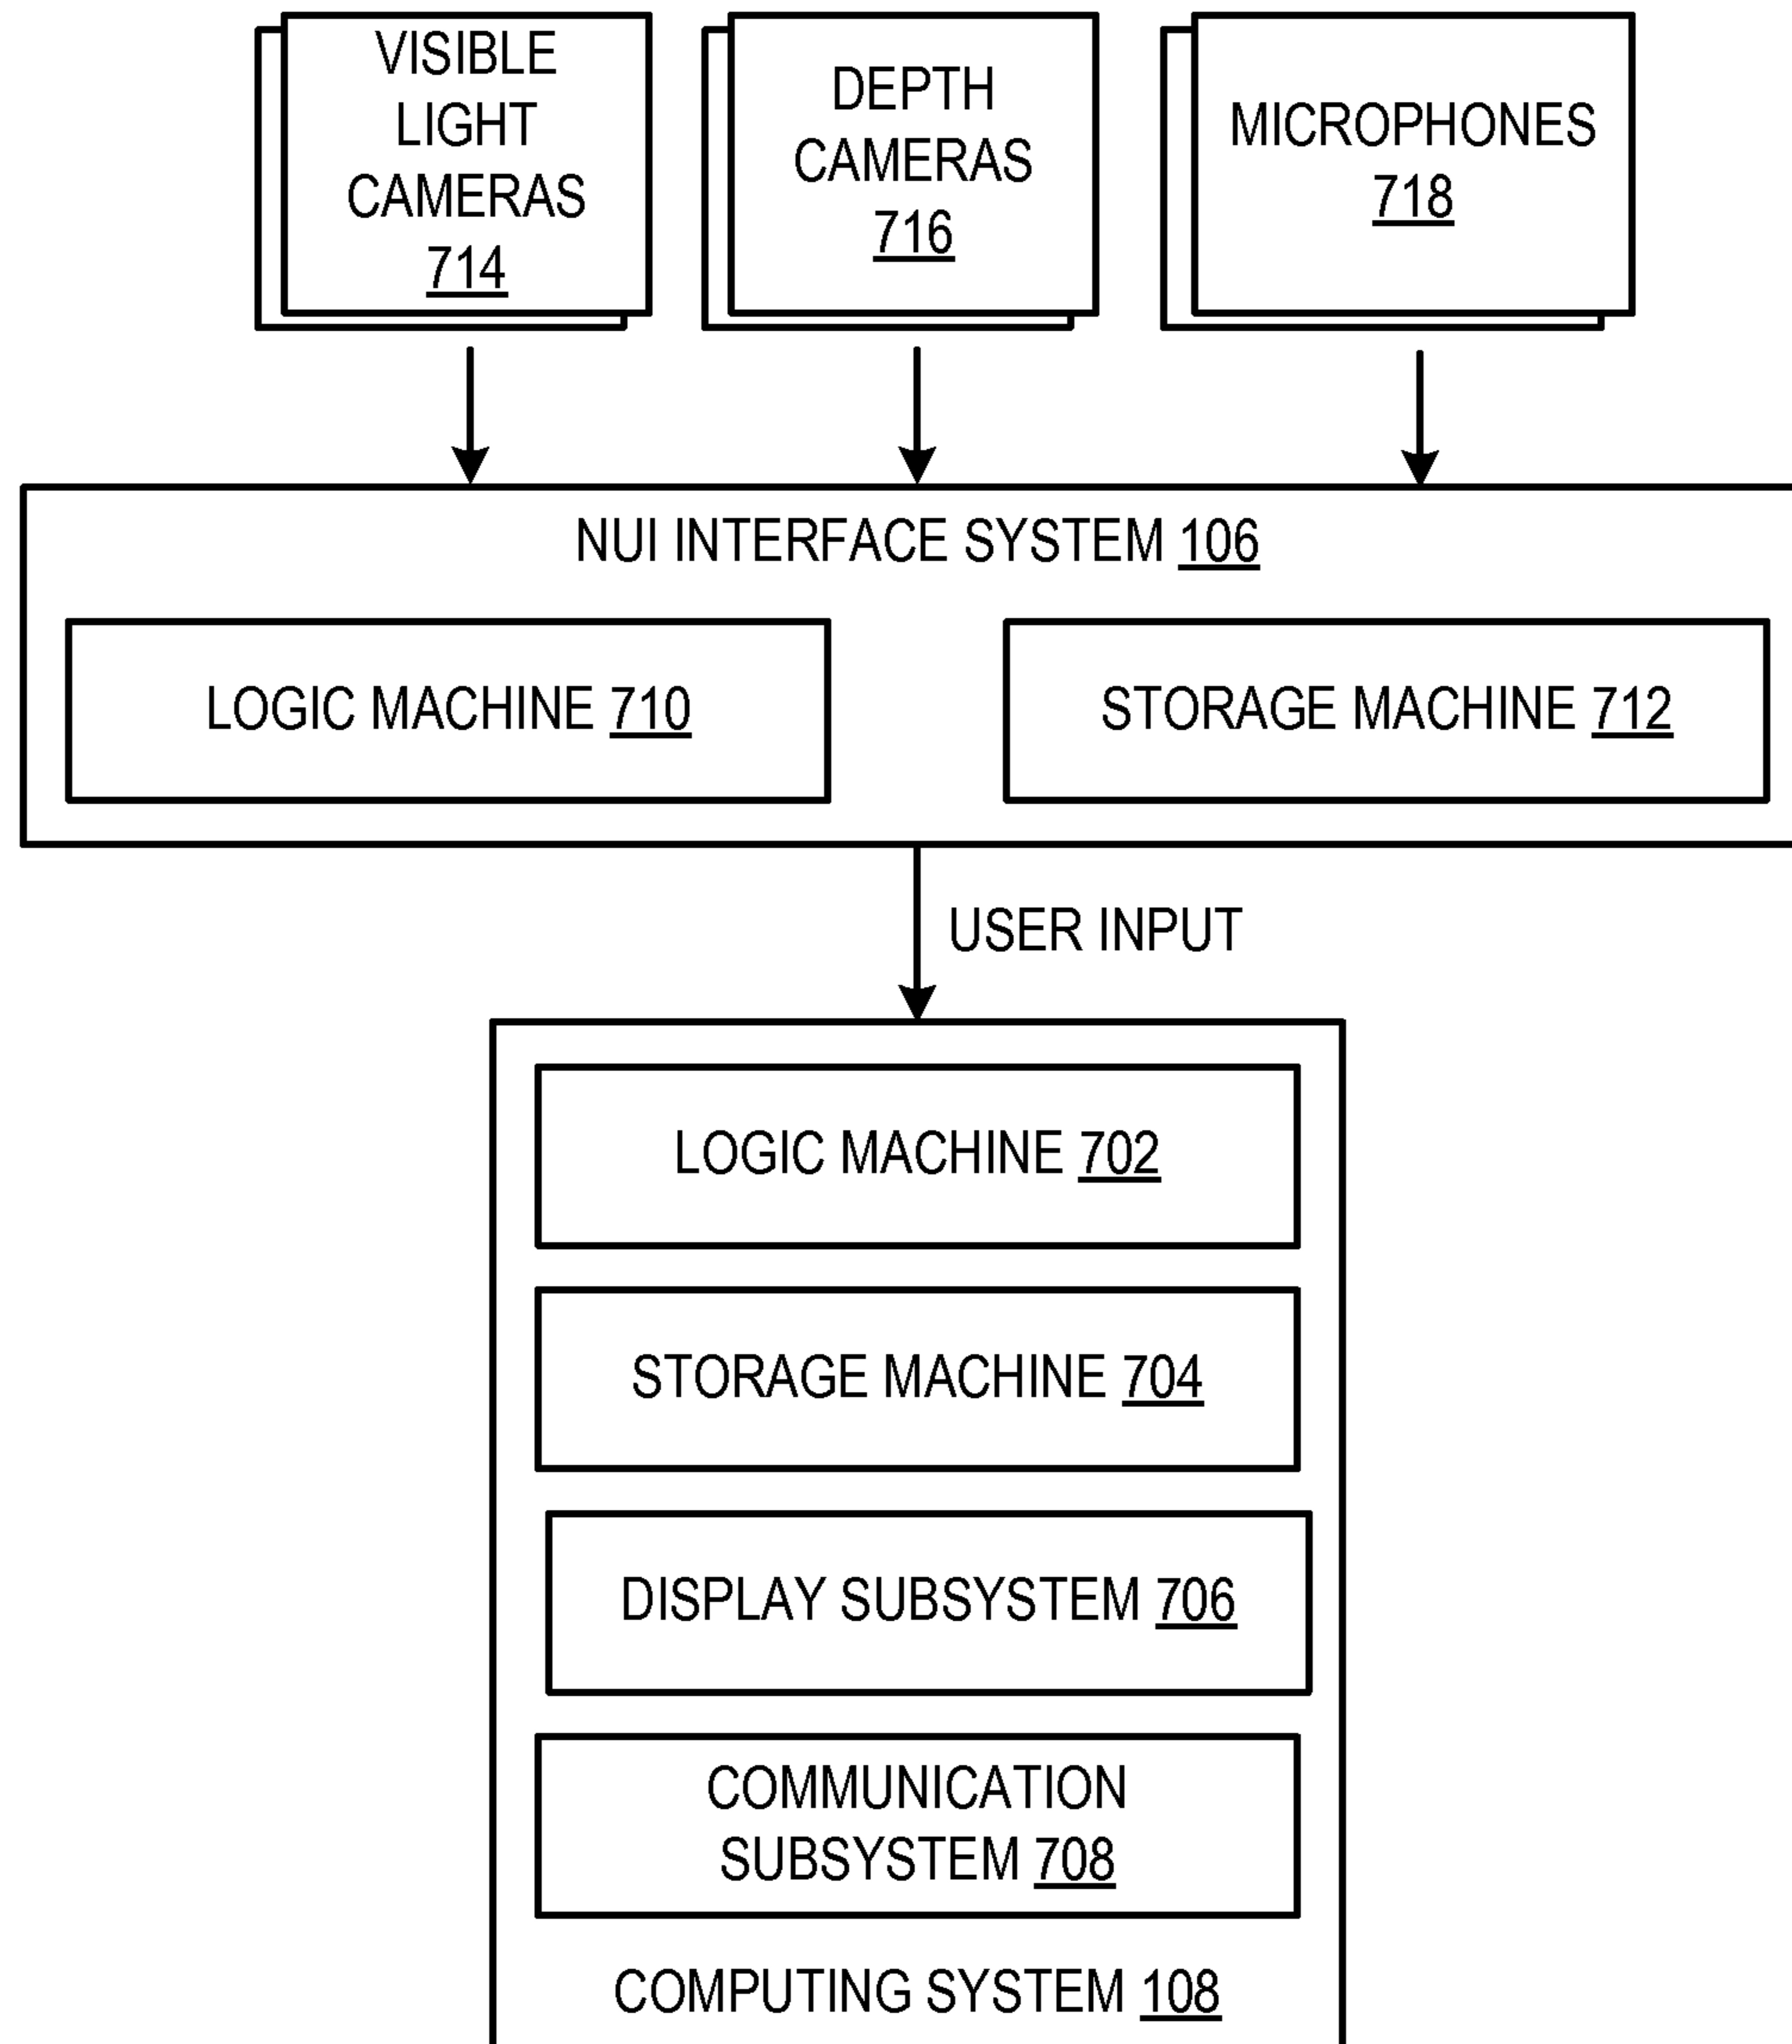 VISIBLE
LIGHT
CAMERAS
714
DEPTH
CAMERAS
716
MICROPHONES
718
NUI INTERFACE SYSTEM 106
LOGIC MACHINE 710
STORAGE MACHINE 712
USER INPUT
LOGIC MACHINE 702
STORAGE MACHINE 704
DISPLAY SUBSYSTEM 706
COMMUNICATION
SUBSYSTEM 708
COMPUTING SYSTEM 108